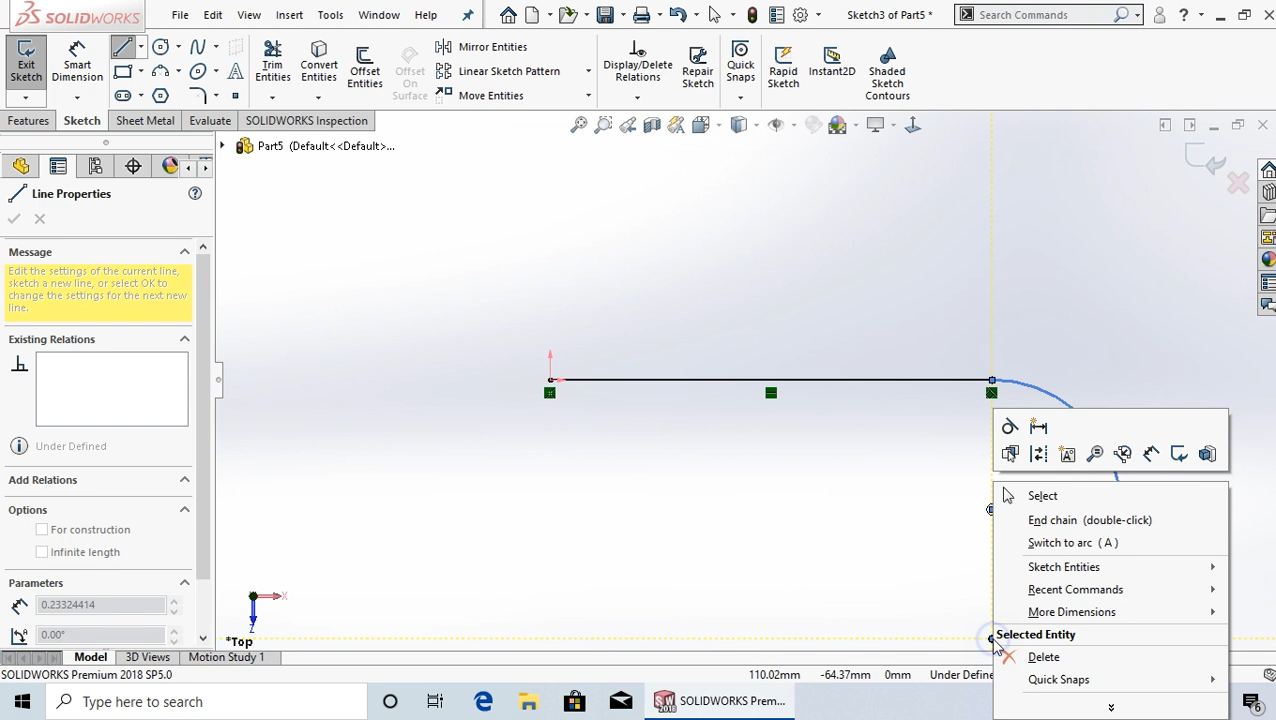 SOLIDWORKS
File Edit View Insert Tools Window Help
Sketch3 of Part5 *
Search Commands
?
Exit Sketch
Smart Dimension
Trim Entities
Convert Entities
Offset Entities
Offset On Surface
Mirror Entities
Linear Sketch Pattern
Move Entities
Display/Delete Relations
Repair Sketch
Quick Snaps
Rapid Sketch
Instant2D
Shaded Sketch Contours
Features Sketch Sheet Metal Evaluate SOLIDWORKS Inspection
Part5 (Default<<Default>...
Line Properties
Message
Edit the settings of the current line,
sketch a new line, or select OK to
change the settings for the next new
line.
Existing Relations
Under Defined
Add Relations
Options
For construction
Infinite length
Parameters
0.23324414
0.00°
X
Z
*Top
Select
End chain (double-click)
Switch to arc ( A )
Sketch Entities
Recent Commands
More Dimensions
Selected Entity
Delete
Quick Snaps
Model 3D Views Motion Study 1
SOLIDWORKS Premium 2018 SP5.0
110.02mm -64.37mm 0mm Under Define
Type here to search
SOLIDWORKS Prem...
6